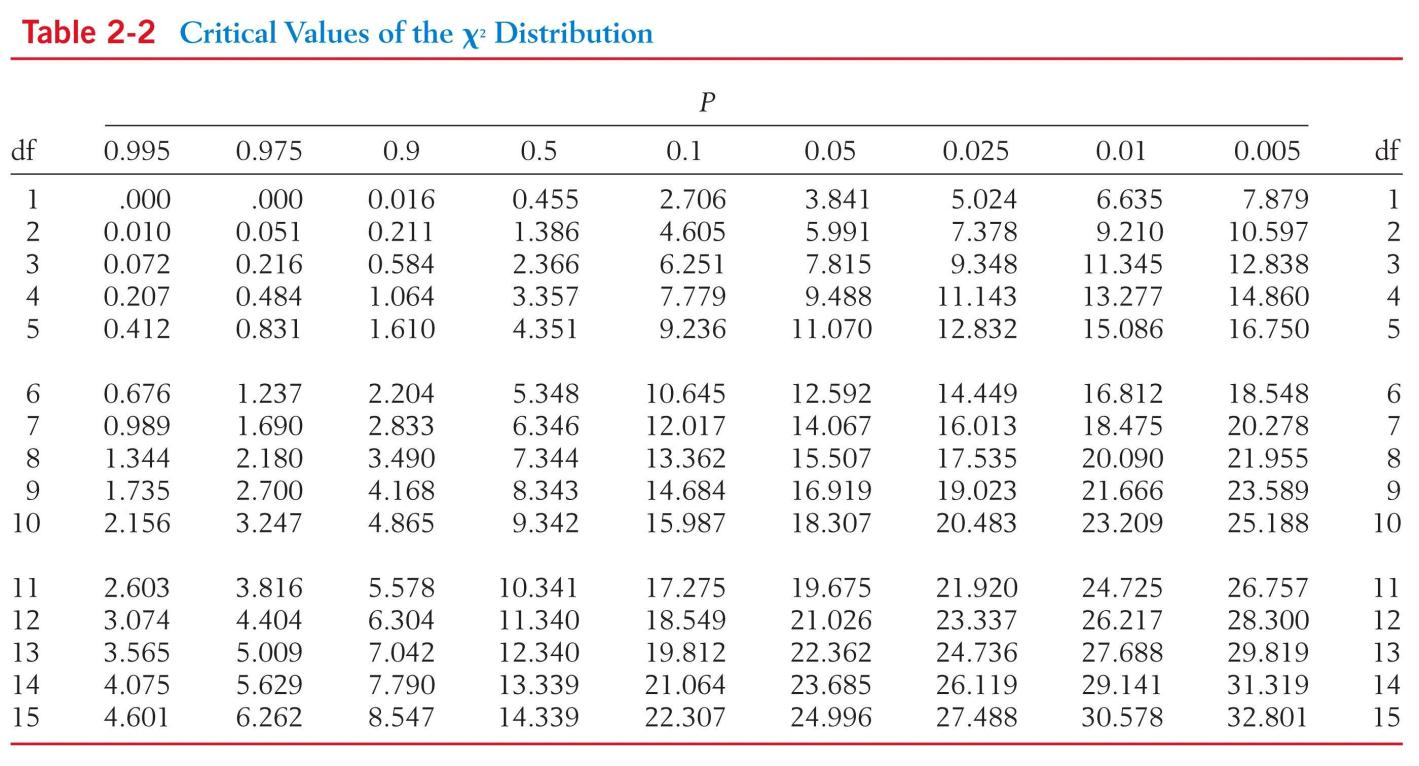 Table 2-2 Critical Values of the χ² Distribution
P
df 0.995 0.975 0.9 0.5 0.1 0.05 0.025 0.01 0.005 df
1 .000 .000 0.016 0.455 2.706 3.841 5.024 6.635 7.879 1
2 0.010 0.051 0.211 1.386 4.605 5.991 7.378 9.210 10.597 2
3 0.072 0.216 0.584 2.366 6.251 7.815 9.348 11.345 12.838 3
4 0.207 0.484 1.064 3.357 7.779 9.488 11.143 13.277 14.860 4
5 0.412 0.831 1.610 4.351 9.236 11.070 12.832 15.086 16.750 5
6 0.676 1.237 2.204 5.348 10.645 12.592 14.449 16.812 18.548 6
7 0.989 1.690 2.833 6.346 12.017 14.067 16.013 18.475 20.278 7
8 1.344 2.180 3.490 7.344 13.362 15.507 17.535 20.090 21.955 8
9 1.735 2.700 4.168 8.343 14.684 16.919 19.023 21.666 23.589 9
10 2.156 3.247 4.865 9.342 15.987 18.307 20.483 23.209 25.188 10
11 2.603 3.816 5.578 10.341 17.275 19.675 21.920 24.725 26.757 11
12 3.074 4.404 6.304 11.340 18.549 21.026 23.337 26.217 28.300 12
13 3.565 5.009 7.042 12.340 19.812 22.362 24.736 27.688 29.819 13
14 4.075 5.629 7.790 13.339 21.064 23.685 26.119 29.141 31.319 14
15 4.601 6.262 8.547 14.339 22.307 24.996 27.488 30.578 32.801 15